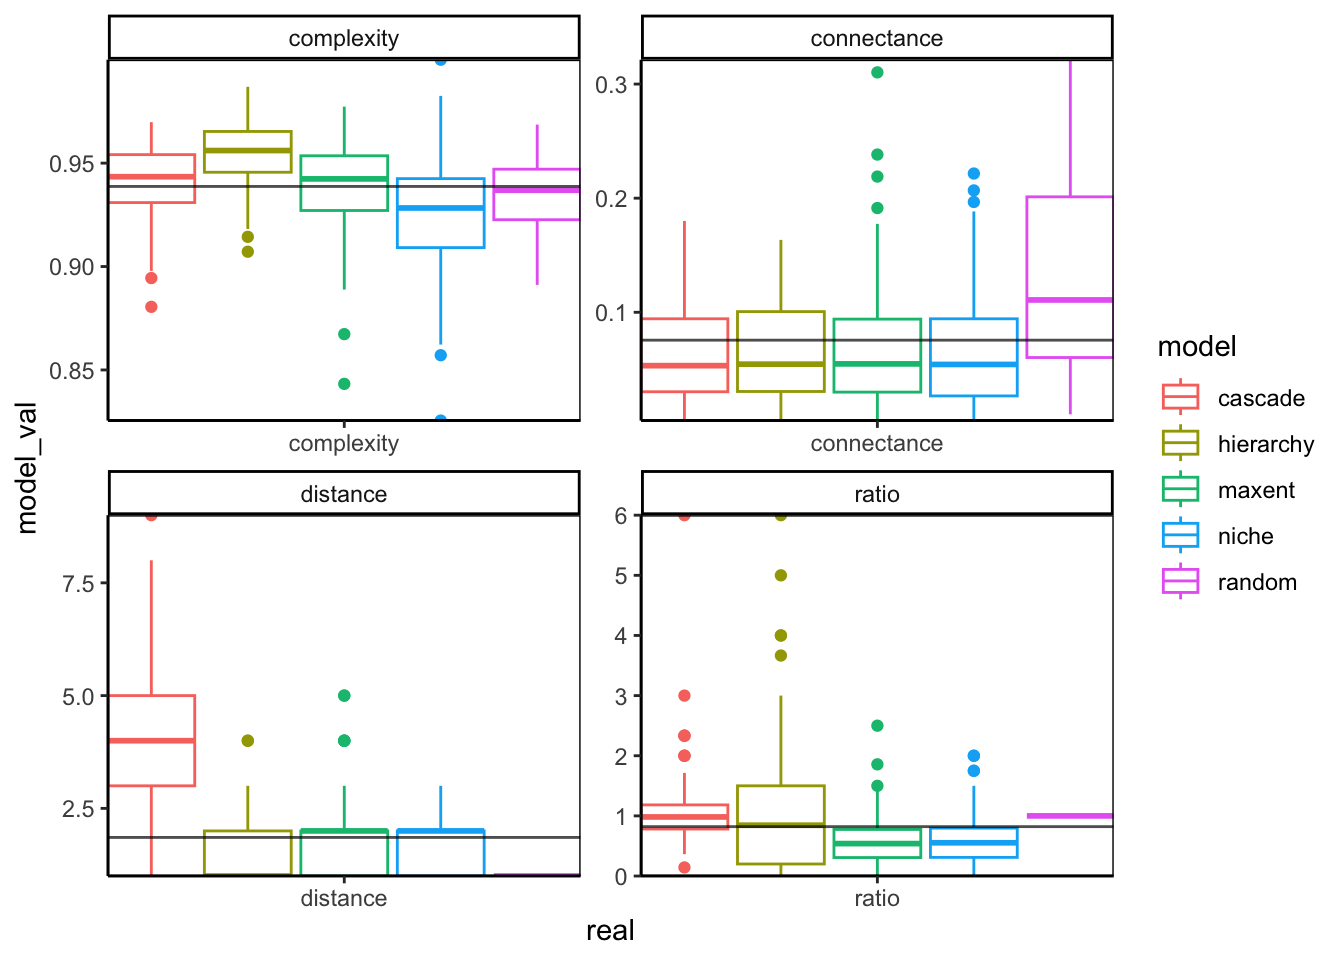 complexity
connectance
0.95
0.90
0.85
0.3
0.2
0.1
complexity
connectance
distance
ratio
7.5
5.0
2.5
6
5
4
3
2
1
0
distance
ratio
real
model_val
model
cascade
hierarchy
maxent
niche
random